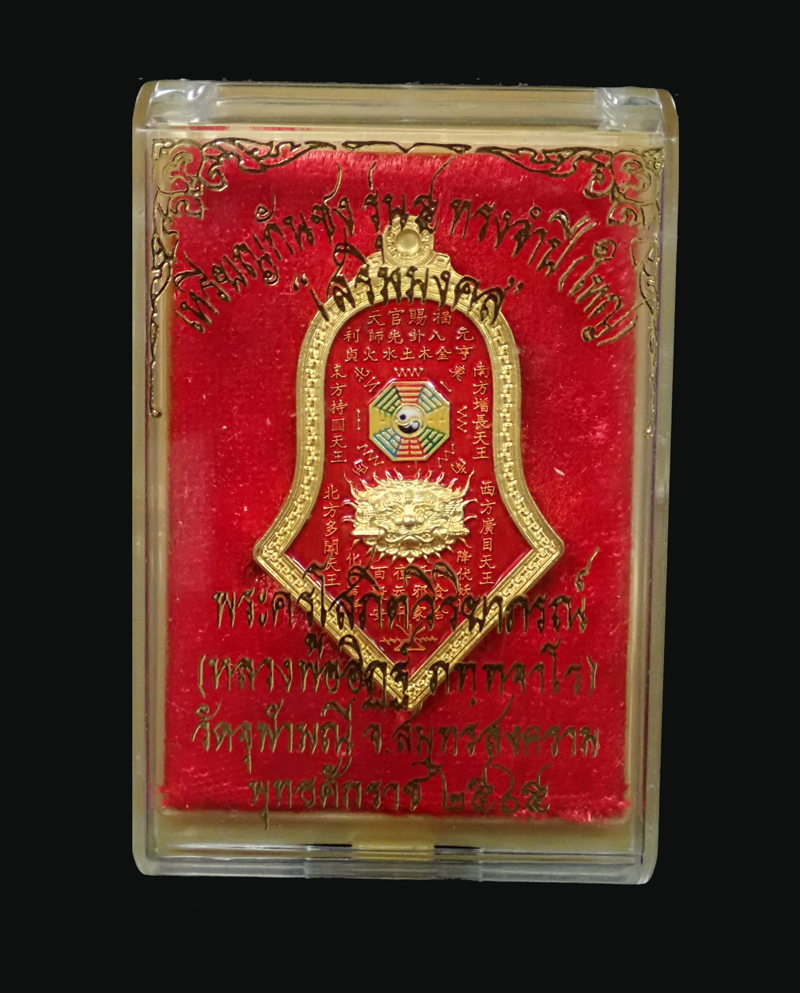 เหรียญกันชง รุ่น๕ ทรงจำปี(ใหญ่)
"เสริมมงคล"
天官賜福
利師先卦八元
貞火水土木金亨
東方持國天王
南方增長天王
北方多聞天王
西方廣目天王
พระครูโสภิตวิริยาภรณ์
(หลวงพ่ออิฏฐ์ ภทฺทจาโร)
วัดจุฬามณี จ.สมุทรสงคราม
พุทธศักราช ๒๕๖๕